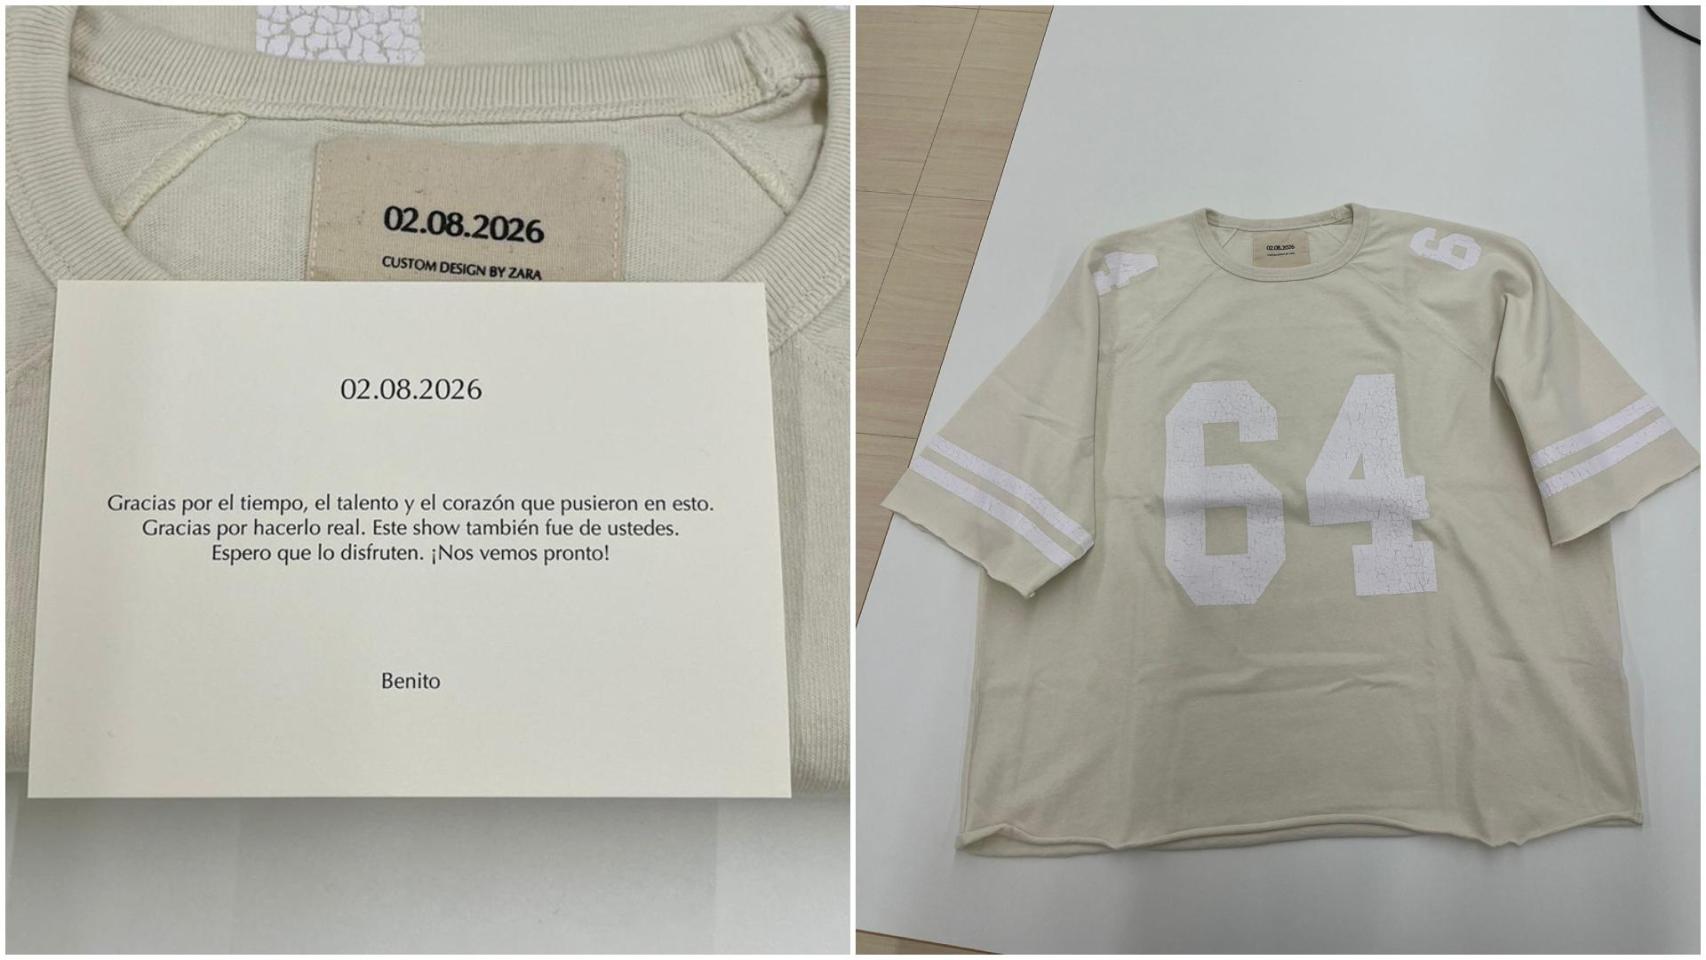 02.08.2026
CUSTOM DESIGN BY ZARA
02.08.2026
Gracias por el tiempo, el talento y el corazón que pusieron en esto.
Gracias por hacerlo real. Este show también fue de ustedes.
Espero que lo disfruten. ¡Nos vemos pronto!
Benito
4
02.08.2026
6
64